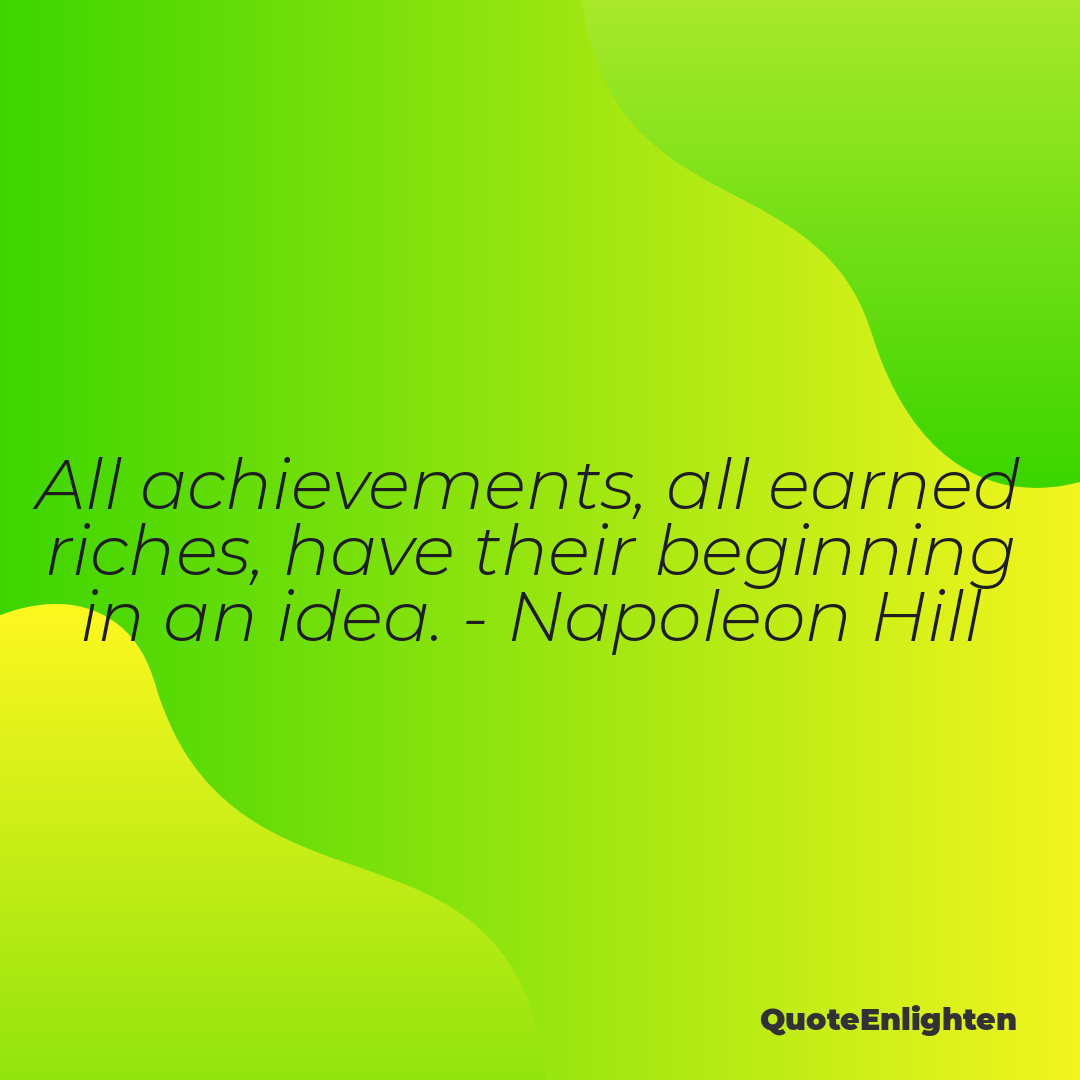 All achievements, all earned
riches, have their beginning
in an idea. - Napoleon Hill
QuoteEnlighten